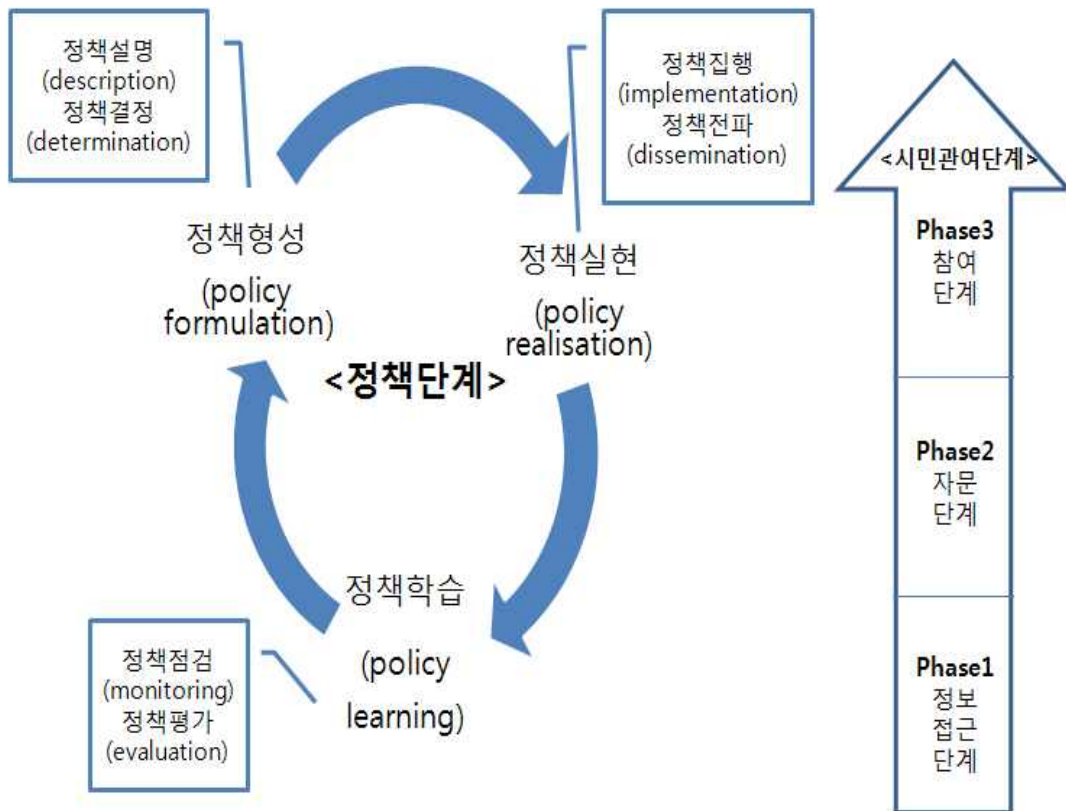 정책설명
(description)
정책결정
(determination)
정책집행
(implementation)
정책전파
(dissemination)
정책형성
(policy
formulation)
정책실현
(policy
realisation)
<정책단계>
정책학습
(policy
learning)
정책점검
(monitoring)
정책평가
(evaluation)
<시민관여단계>
Phase3
참여
단계
Phase2
자문
단계
Phase1
정보
접근
단계